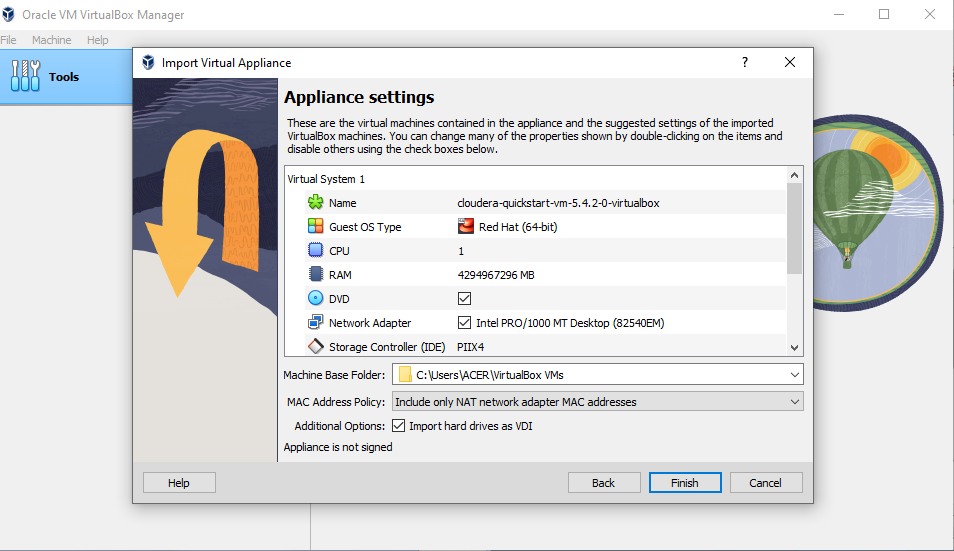 Oracle VM VirtualBox Manager
File Machine Help
Tools
Import Virtual Appliance
?
Appliance settings
These are the virtual machines contained in the appliance and the suggested settings of the imported
VirtualBox machines. You can change many of the properties shown by double-clicking on the items and
disable others using the check boxes below.
Virtual System 1
Name cloudera-quickstart-vm-5.4.2-0-virtualbox
Guest OS Type Red Hat (64-bit)
CPU 1
RAM 4294967296 MB
DVD
Network Adapter Intel PRO/1000 MT Desktop (82540EM)
Storage Controller (IDE) PIIX4
Machine Base Folder: C:\Users\ACER\VirtualBox VMs
MAC Address Policy: Include only NAT network adapter MAC addresses
Additional Options: Import hard drives as VDI
Appliance is not signed
Help Back Finish Cancel